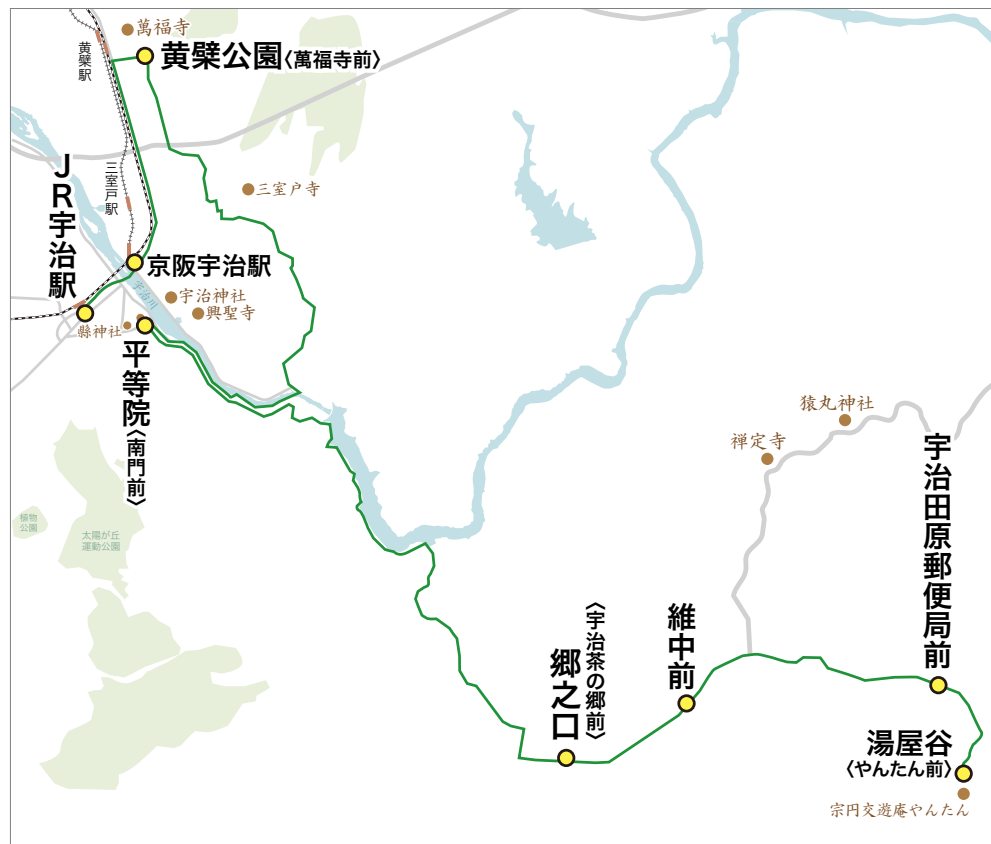 萬福寺
黄檗公園〈萬福寺前〉
黄檗駅
三室戸駅
三室戸寺
JR宇治駅
京阪宇治駅
宇治川
宇治神社
興聖寺
縣神社
平等院〈南門前〉
植物
公園
太陽が丘
運動公園
猿丸神社
禅定寺
宇治田原郵便局前
維中前
郷之口
〈宇治茶の郷前〉
湯屋谷
〈やんたん前〉
宗円交遊庵やんたん